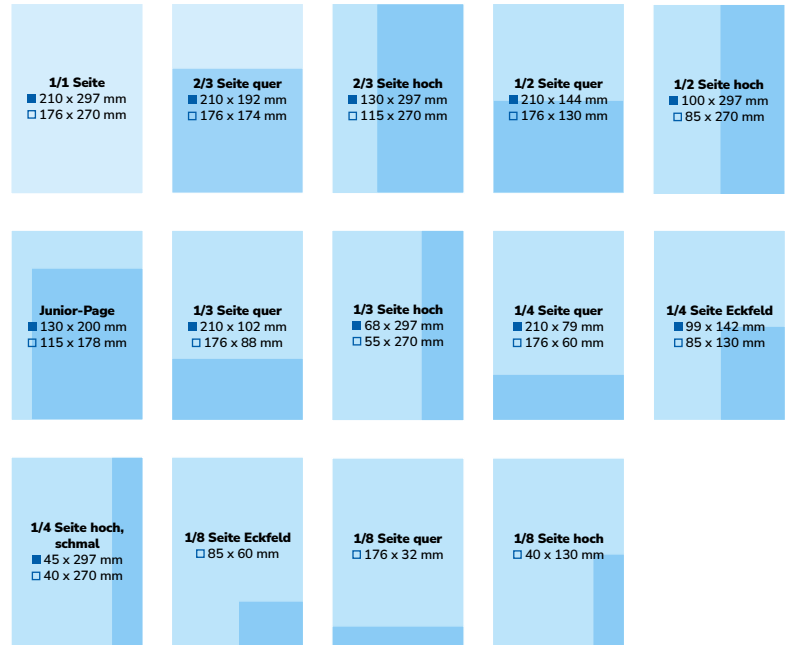 1/1 Seite
■ 210 x 297 mm
□ 176 x 270 mm
2/3 Seite quer
■ 210 x 192 mm
□ 176 x 174 mm
2/3 Seite hoch
■ 130 x 297 mm
□ 115 x 270 mm
1/2 Seite quer
■ 210 x 144 mm
□ 176 x 130 mm
1/2 Seite hoch
■ 100 x 297 mm
□ 85 x 270 mm
Junior-Page
■ 130 x 200 mm
□ 115 x 178 mm
1/3 Seite quer
■ 210 x 102 mm
□ 176 x 88 mm
1/3 Seite hoch
■ 68 x 297 mm
□ 55 x 270 mm
1/4 Seite quer
■ 210 x 79 mm
□ 176 x 60 mm
1/4 Seite Eckfeld
■ 99 x 142 mm
□ 85 x 130 mm
1/4 Seite hoch,
schmal
■ 45 x 297 mm
□ 40 x 270 mm
1/8 Seite Eckfeld
□ 85 x 60 mm
1/8 Seite quer
□ 176 x 32 mm
1/8 Seite hoch
□ 40 x 130 mm